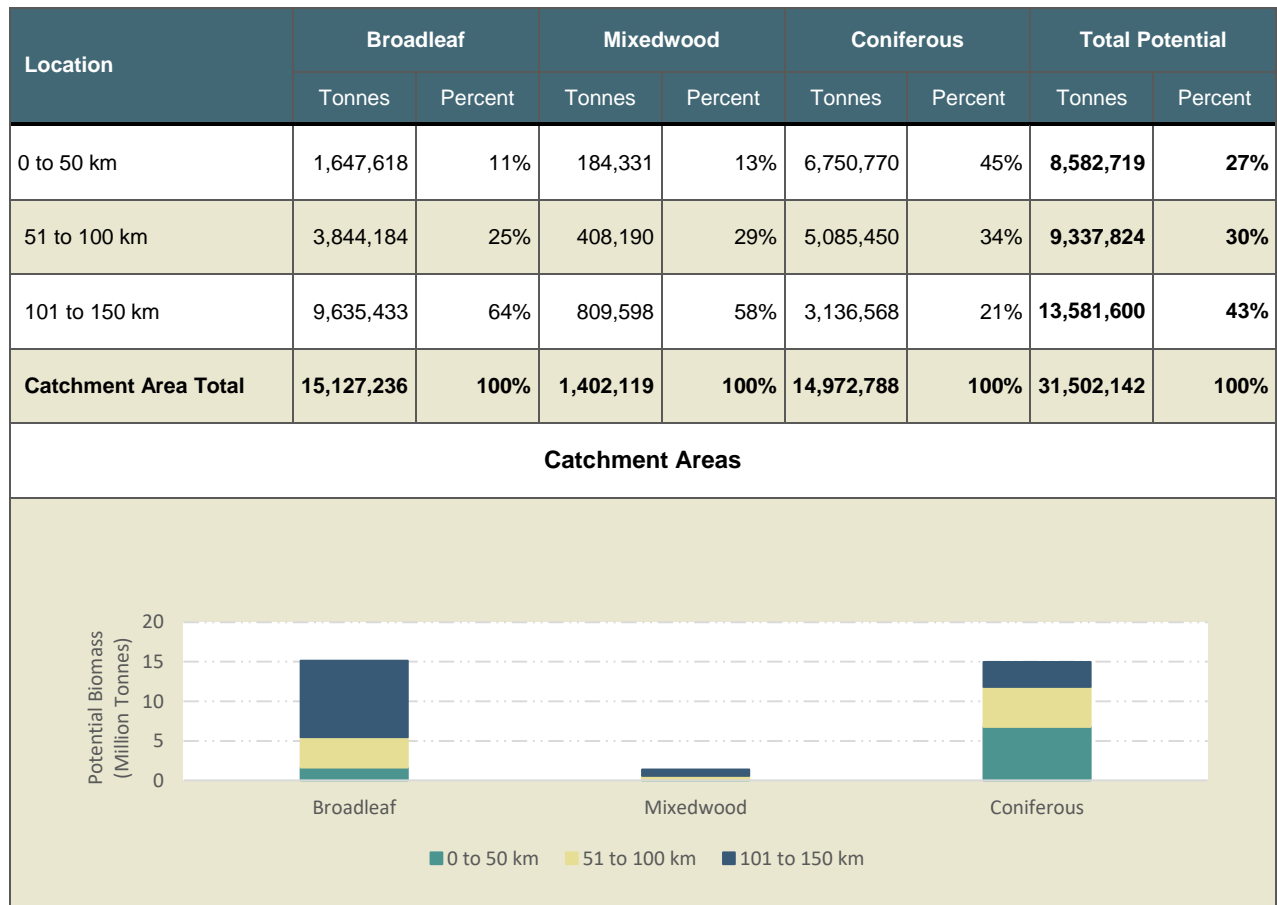 Location Broadleaf Mixedwood Coniferous Total Potential
Tonnes Percent Tonnes Percent Tonnes Percent Tonnes Percent
0 to 50 km 1,647,618 11% 184,331 13% 6,750,770 45% 8,582,719 27%
51 to 100 km 3,844,184 25% 408,190 29% 5,085,450 34% 9,337,824 30%
101 to 150 km 9,635,433 64% 809,598 58% 3,136,568 21% 13,581,600 43%
Catchment Area Total 15,127,236 100% 1,402,119 100% 14,972,788 100% 31,502,142 100%
Catchment Areas
Potential Biomass
(Million Tonnes)
20
15
10
5
0
Broadleaf Mixedwood Coniferous
0 to 50 km 51 to 100 km 101 to 150 km